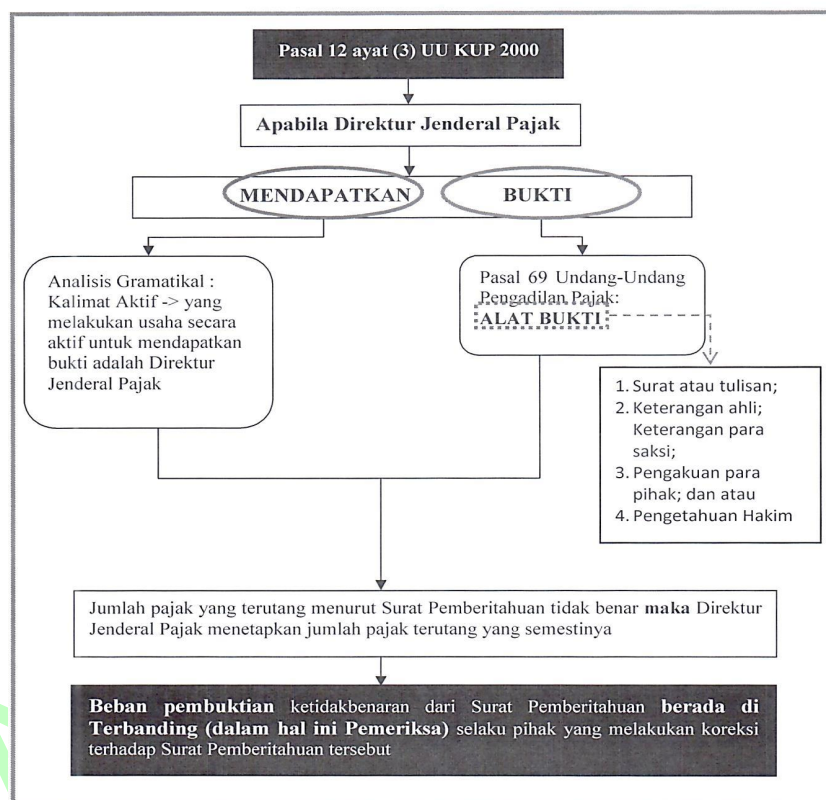 Pasal 12 ayat (3) UU KUP 2000
Apabila Direktur Jenderal Pajak
MENDAPATKAN BUKTI
Analisis Gramatikal :
Kalimat Aktif -> yang
melakukan usaha secara
aktif untuk mendapatkan
bukti adalah Direktur
Jenderal Pajak
Pasal 69 Undang-Undang
Pengadilan Pajak:
ALAT BUKTI
1. Surat atau tulisan;
2. Keterangan ahli;
Keterangan para
saksi;
3. Pengakuan para
pihak; dan atau
4. Pengetahuan Hakim
Jumlah pajak yang terutang menurut Surat Pemberitahuan tidak benar maka Direktur
Jenderal Pajak menetapkan jumlah pajak terutang yang semestinya
Beban pembuktian ketidakbenaran dari Surat Pemberitahuan berada di
Terbanding (dalam hal ini Pemeriksa) selaku pihak yang melakukan koreksi
terhadap Surat Pemberitahuan tersebut